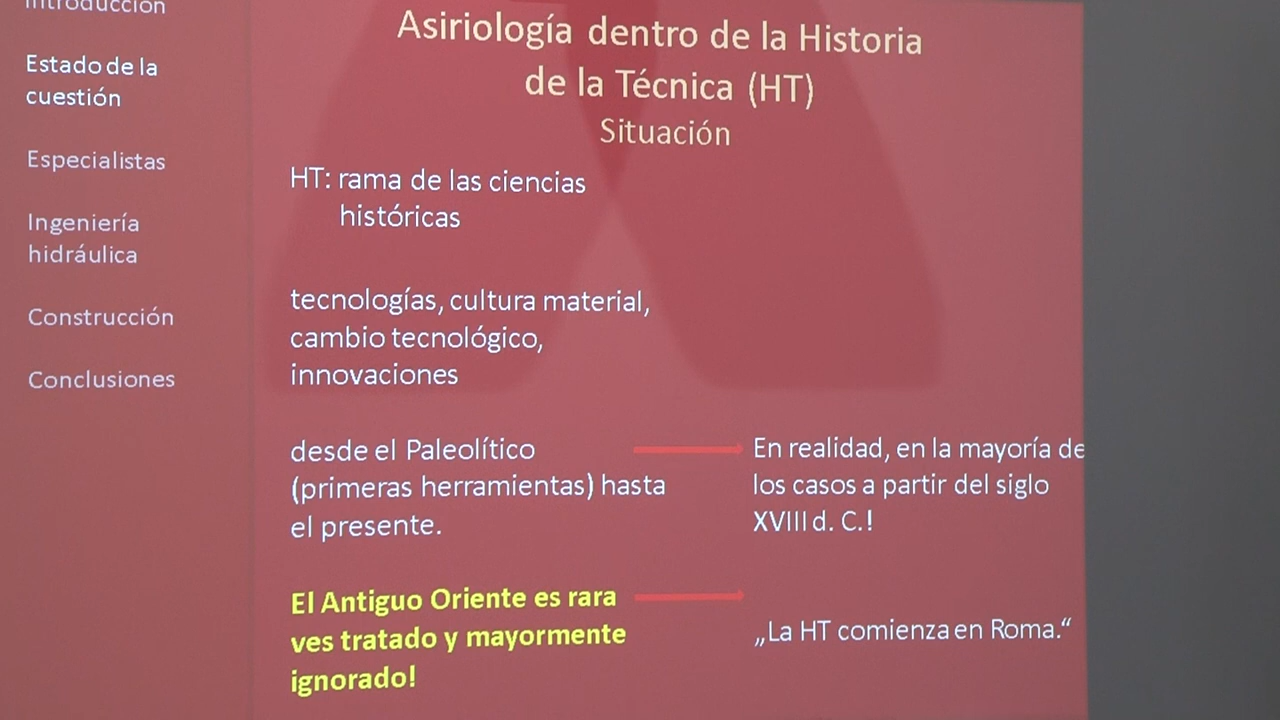 Introducción
Estado de la
cuestión
Especialistas
Ingeniería
hidráulica
Construcción
Conclusiones
Asiriología dentro de la Historia
de la Técnica (HT)
Situación
HT: rama de las ciencias
históricas
tecnologías, cultura material,
cambio tecnológico,
innovaciones
desde el Paleolítico
(primeras herramientas) hasta
el presente.
En realidad, en la mayoría de
los casos a partir del siglo
XVIII d. C.!
El Antiguo Oriente es rara
ves tratado y mayormente
ignorado!
„La HT comienza en Roma.“